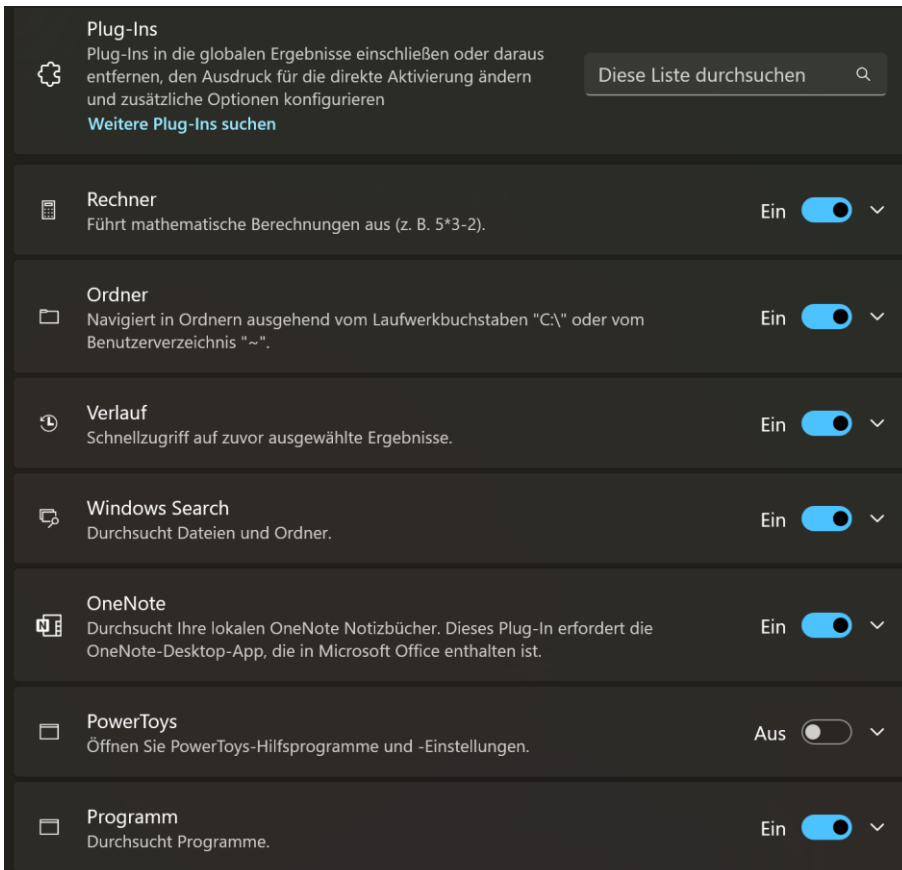 Plug-Ins
Plug-Ins in die globalen Ergebnisse einschließen oder daraus
entfernen, den Ausdruck für die direkte Aktivierung ändern
und zusätzliche Optionen konfigurieren
Weitere Plug-Ins suchen
Diese Liste durchsuchen
Rechner
Führt mathematische Berechnungen aus (z. B. 5*3-2).
Ein
Ordner
Navigiert in Ordnern ausgehend vom Laufwerkbuchstaben "C:\" oder vom
Benutzerverzeichnis "~".
Ein
Verlauf
Schnellzugriff auf zuvor ausgewählte Ergebnisse.
Ein
Windows Search
Durchsucht Dateien und Ordner.
Ein
OneNote
Durchsucht Ihre lokalen OneNote Notizbücher. Dieses Plug-In erfordert die
OneNote-Desktop-App, die in Microsoft Office enthalten ist.
Ein
PowerToys
Öffnen Sie PowerToys-Hilfsprogramme und -Einstellungen.
Aus
Programm
Durchsucht Programme.
Ein